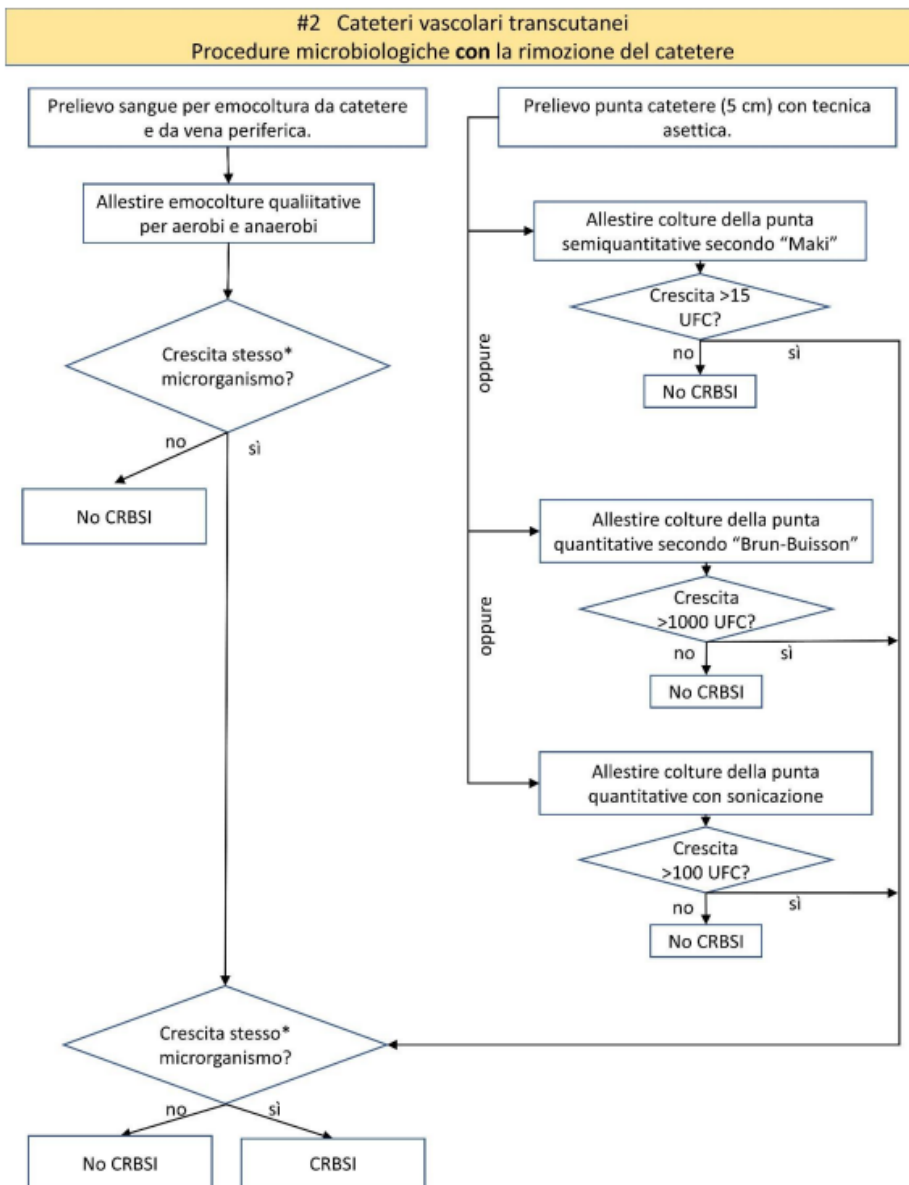 #2 Cateteri vascolari transcutanei
Procedure microbiologiche con la rimozione del catetere
Prelievo sangue per emocoltura da catetere
e da vena periferica.
Allestire emocolture qualiitative
per aerobi e anaerobi
Crescita stesso*
microrganismo?
no
sì
No CRBSI
Prelievo punta catetere (5 cm) con tecnica
asettica.
oppure
Allestire colture della punta
semiquantitative secondo “Maki”
Crescita >15
UFC?
no
sì
No CRBSI
oppure
Allestire colture della punta
quantitative secondo “Brun-Buisson”
Crescita
>1000 UFC?
no
sì
No CRBSI
Allestire colture della punta
quantitative con sonicazione
Crescita
>100 UFC?
no
sì
No CRBSI
Crescita stesso*
microrganismo?
no
sì
No CRBSI
CRBSI